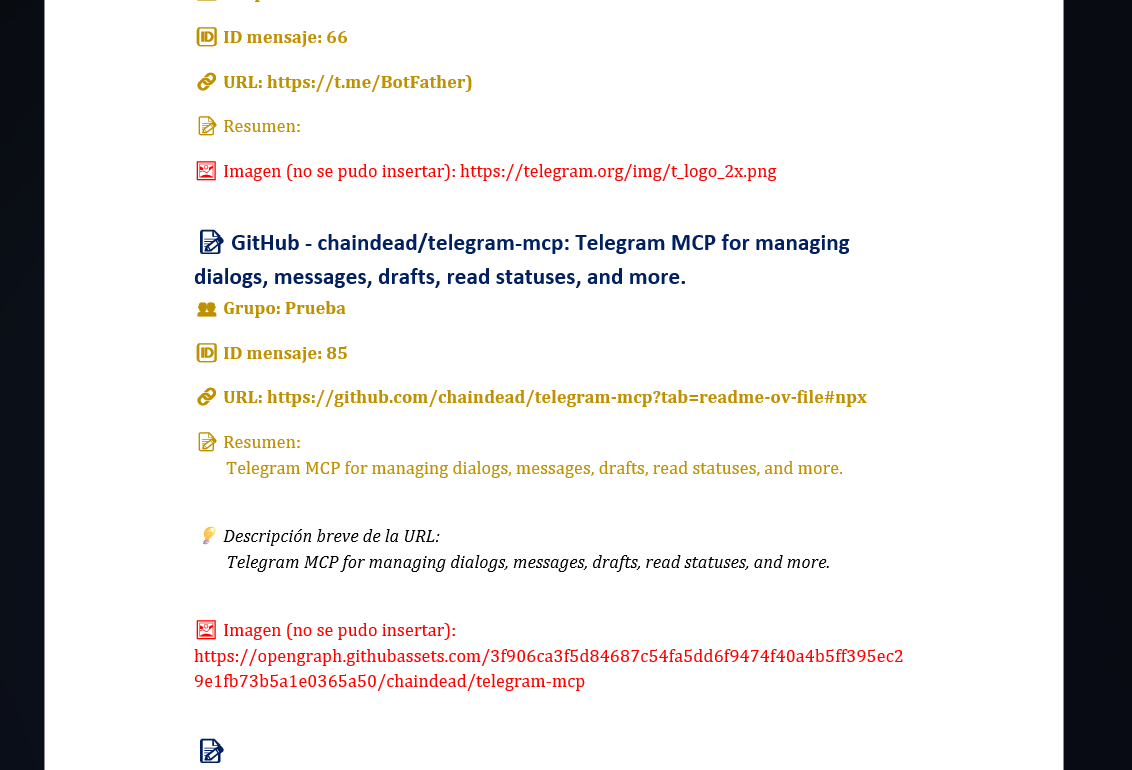 ID mensaje: 66
URL: https://t.me/BotFather)
Resumen:
Imagen (no se pudo insertar): https://telegram.org/img/t_logo_2x.png
GitHub - chaindead/telegram-mcp: Telegram MCP for managing
dialogs, messages, drafts, read statuses, and more.
Grupo: Prueba
ID mensaje: 85
URL: https://github.com/chaindead/telegram-mcp?tab=readme-ov-file#npx
Resumen:
Telegram MCP for managing dialogs, messages, drafts, read statuses, and more.
Descripción breve de la URL:
Telegram MCP for managing dialogs, messages, drafts, read statuses, and more.
Imagen (no se pudo insertar):
https://opengraph.githubassets.com/3f906ca3f5d84687c54fa5dd6f9474f40a4b5ff395ec2
9e1fb73b5a1e0365a50/chaindead/telegram-mcp